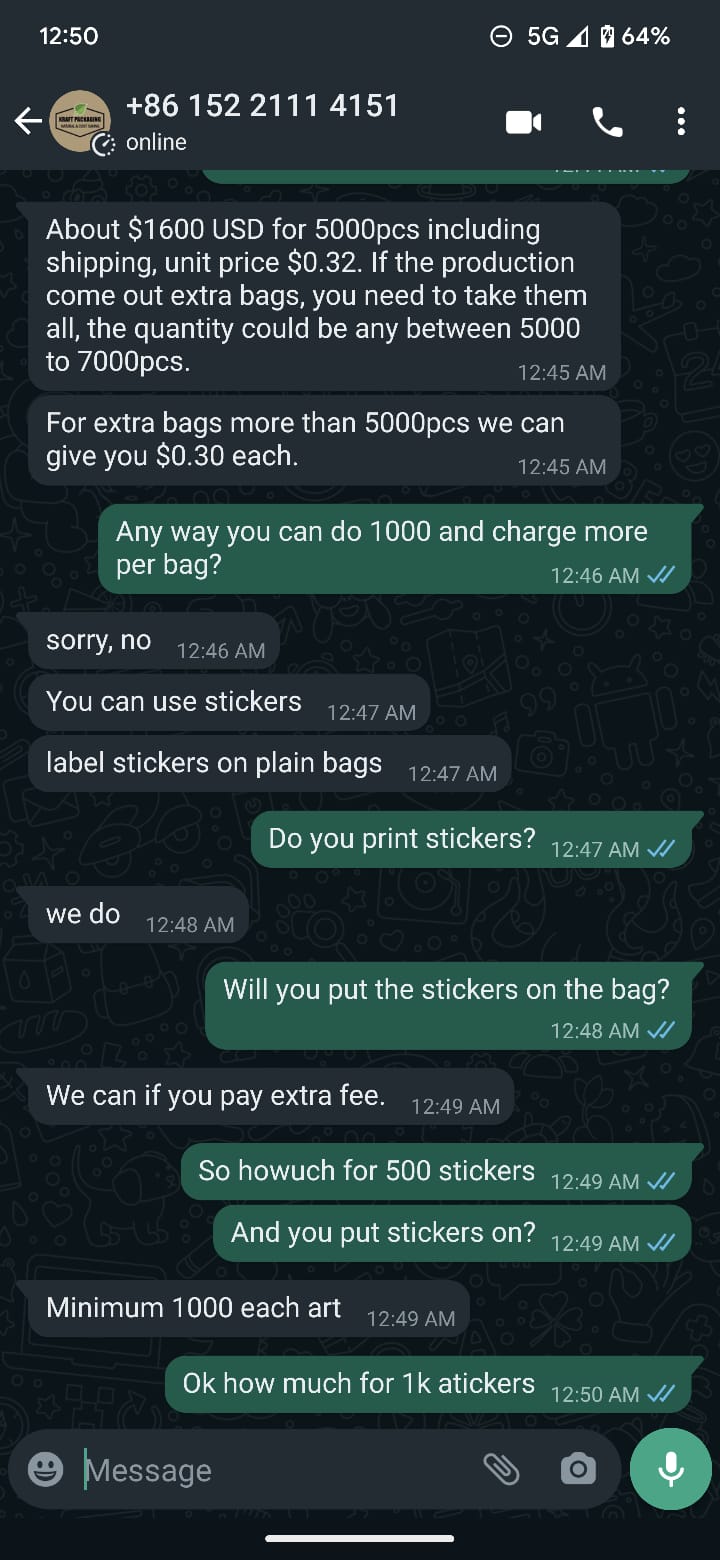 12:50
5G 64%
KRAFT PACKAGING
+86 152 2111 4151
online
About $1600 USD for 5000pcs including
shipping, unit price $0.32. If the production
come out extra bags, you need to take them
all, the quantity could be any between 5000
to 7000pcs.
12:45 AM
For extra bags more than 5000pcs we can
give you $0.30 each.
12:45 AM
Any way you can do 1000 and charge more
per bag?
12:46 AM
sorry, no 12:46 AM
You can use stickers 12:47 AM
label stickers on plain bags 12:47 AM
Do you print stickers? 12:47 AM
we do 12:48 AM
Will you put the stickers on the bag?
12:48 AM
We can if you pay extra fee. 12:49 AM
So howuch for 500 stickers 12:49 AM
And you put stickers on? 12:49 AM
Minimum 1000 each art 12:49 AM
Ok how much for 1k atickers 12:50 AM
Message